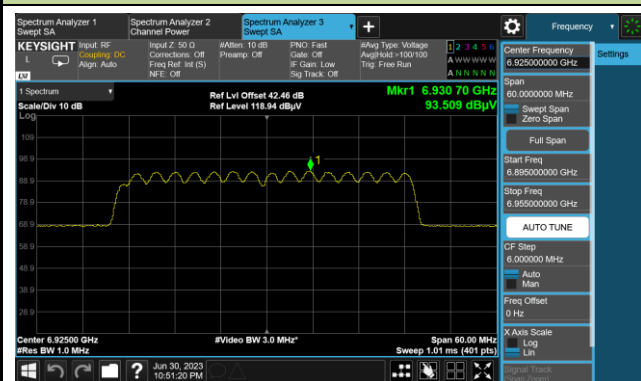 Spectrum Analyzer 1
Swept SA
Spectrum Analyzer 2
Channel Power
Spectrum Analyzer 3
Swept SA
Frequency
KEYSIGHT
L
Input: RF
Coupling: DC
Align: Auto
Input Z: 50 Ω
Corrections: Off
Freq Ref: Int (S)
NFE: Off
#Atten: 10 dB
Preamp: Off
PNO: Fast
Gate: Off
IF Gain: Low
Sig Track: Off
#Avg Type: Voltage
Avg|Hold:>100/100
Trig: Free Run
1 2 3 4 5 6
A W W W W W
A N N N N N
1 Spectrum
Scale/Div 10 dB
Log
Ref Lvl Offset 42.46 dB
Ref Level 118.94 dBµV
Mkr1 6.930 70 GHz
93.509 dBµV
109
98.9
88.9
78.9
68.9
58.9
48.9
38.9
28.9
1
Center 6.92500 GHz
#Res BW 1.0 MHz
#Video BW 3.0 MHz*
Span 60.00 MHz
Sweep 1.01 ms (401 pts)
Jun 30, 2023
10:51:20 PM
Center Frequency
6.925000000 GHz
Settings
Span
60.0000000 MHz
Swept Span
Zero Span
Full Span
Start Freq
6.895000000 GHz
Stop Freq
6.955000000 GHz
AUTO TUNE
CF Step
6.000000 MHz
Auto
Man
Freq Offset
0 Hz
X Axis Scale
Log
Lin
Signal Track
(Span Zoom)